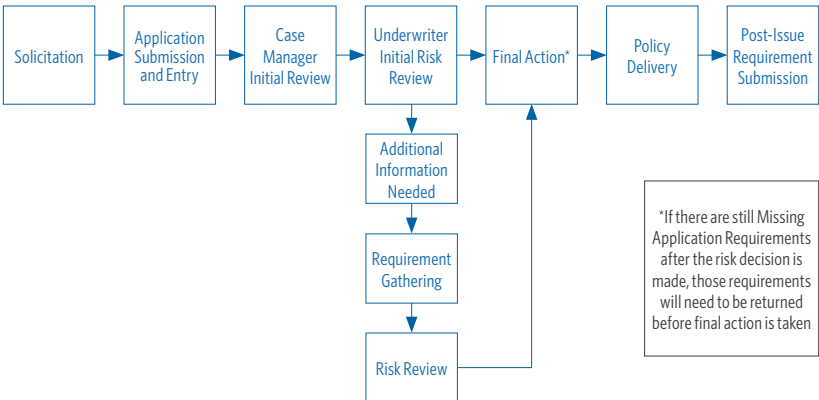 Solicitation
Application
Submission
and Entry
Case
Manager
Initial Review
Underwriter
Initial Risk
Review
Final Action*
Policy
Delivery
Post-Issue
Requirement
Submission
Additional
Information
Needed
Requirement
Gathering
Risk Review
*If there are still Missing
Application Requirements
after the risk decision is
made, those requirements
will need to be returned
before final action is taken